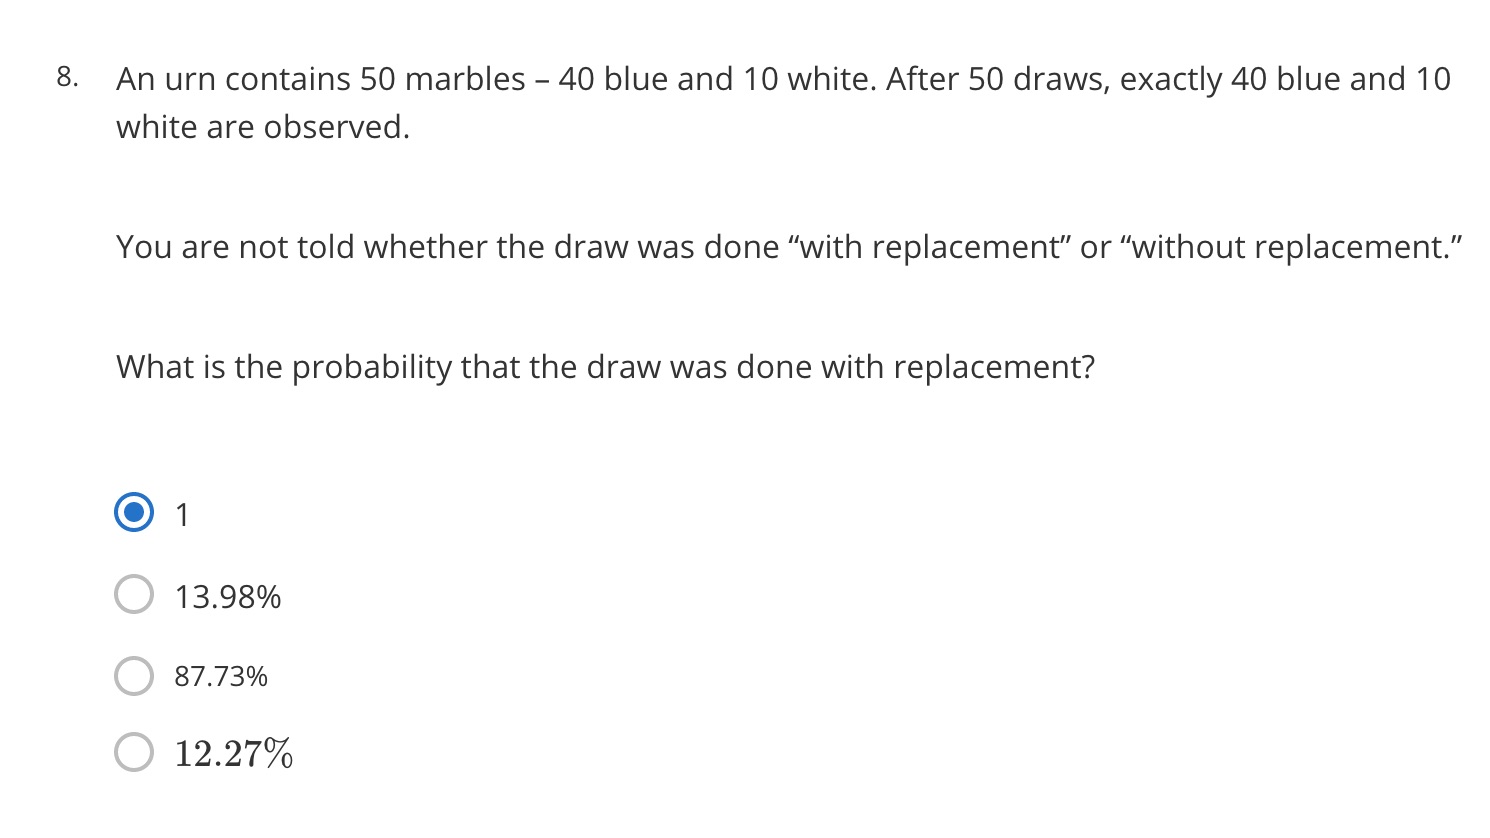 8. An urn contains 50 marbles – 40 blue and 10 white. After 50 draws, exactly 40 blue and 10
white are observed.
You are not told whether the draw was done “with replacement” or “without replacement.”
What is the probability that the draw was done with replacement?
1
13.98%
87.73%
12.27%